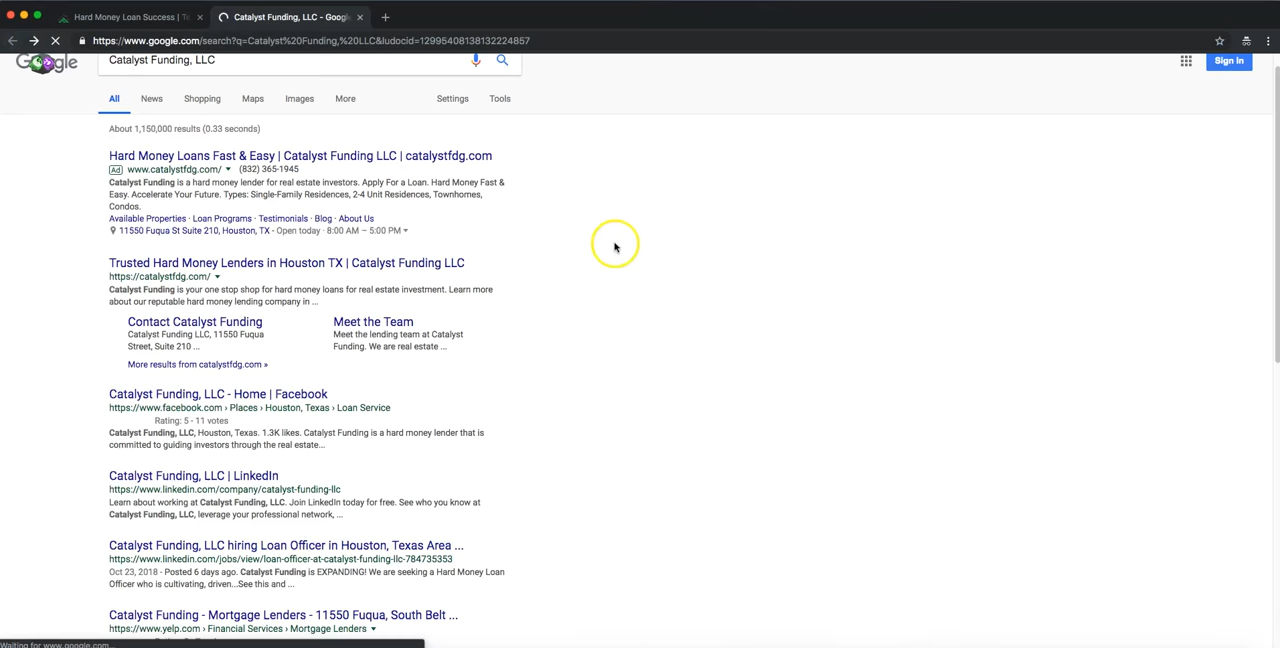 Hard Money Loan Success | Te
Catalyst Funding, LLC - Goog
https://www.google.com/search?q=Catalyst%20Funding,%20LLC&ludocid=12995408138132224857
Google
Catalyst Funding, LLC
Sign in
All News Shopping Maps Images More Settings Tools
About 1,150,000 results (0.33 seconds)
Hard Money Loans Fast & Easy | Catalyst Funding LLC | catalystfdg.com
Ad www.catalystfdg.com/ (832) 365-1945
Catalyst Funding is a hard money lender for real estate investors. Apply For a Loan. Hard Money Fast &
Easy. Accelerate Your Future. Types: Single-Family Residences, 2-4 Unit Residences, Townhomes,
Condos.
Available Properties · Loan Programs · Testimonials · Blog · About Us
11550 Fuqua St Suite 210, Houston, TX - Open today · 8:00 AM – 5:00 PM
Trusted Hard Money Lenders in Houston TX | Catalyst Funding LLC
https://catalystfdg.com/
Catalyst Funding is your one stop shop for hard money loans for real estate investment. Learn more
about our reputable hard money lending company in ...
Contact Catalyst Funding
Catalyst Funding LLC, 11550 Fuqua
Street, Suite 210 ...
Meet the Team
Meet the lending team at Catalyst
Funding. We are real estate ...
More results from catalystfdg.com »
Catalyst Funding, LLC - Home | Facebook
https://www.facebook.com › Places › Houston, Texas › Loan Service
Rating: 5 - 11 votes
Catalyst Funding, LLC, Houston, Texas. 1.3K likes. Catalyst Funding is a hard money lender that is
committed to guiding investors through the real estate...
Catalyst Funding, LLC | LinkedIn
https://www.linkedin.com/company/catalyst-funding-llc
Learn about working at Catalyst Funding, LLC. Join LinkedIn today for free. See who you know at
Catalyst Funding, LLC, leverage your professional network, ...
Catalyst Funding, LLC hiring Loan Officer in Houston, Texas Area ...
https://www.linkedin.com/jobs/view/loan-officer-at-catalyst-funding-llc-784735353
Oct 23, 2018 - Posted 6 days ago. Catalyst Funding is EXPANDING! We are seeking a Hard Money Loan
Officer who is cultivating, driven...See this and ...
Catalyst Funding - Mortgage Lenders - 11550 Fuqua, South Belt ...
https://www.yelp.com › Financial Services › Mortgage Lenders
Waiting for www.google.com...